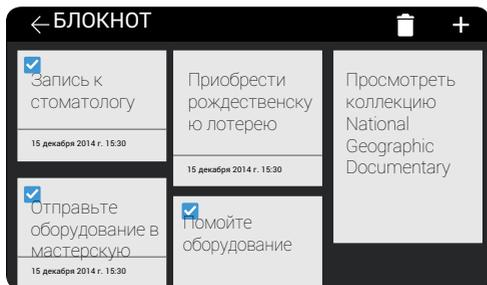 БЛОКНОТ
Запись к
стоматологу
15 декабря 2014 г. 15:30
Приобрести
рождественску
ю лотерею
15 декабря 2014 г. 15:30
Просмотреть
коллекцию
National
Geographic
Documentary
Отправьте
оборудование в
мастерскую
15 декабря 2014 г. 15:30
Помойте
оборудование